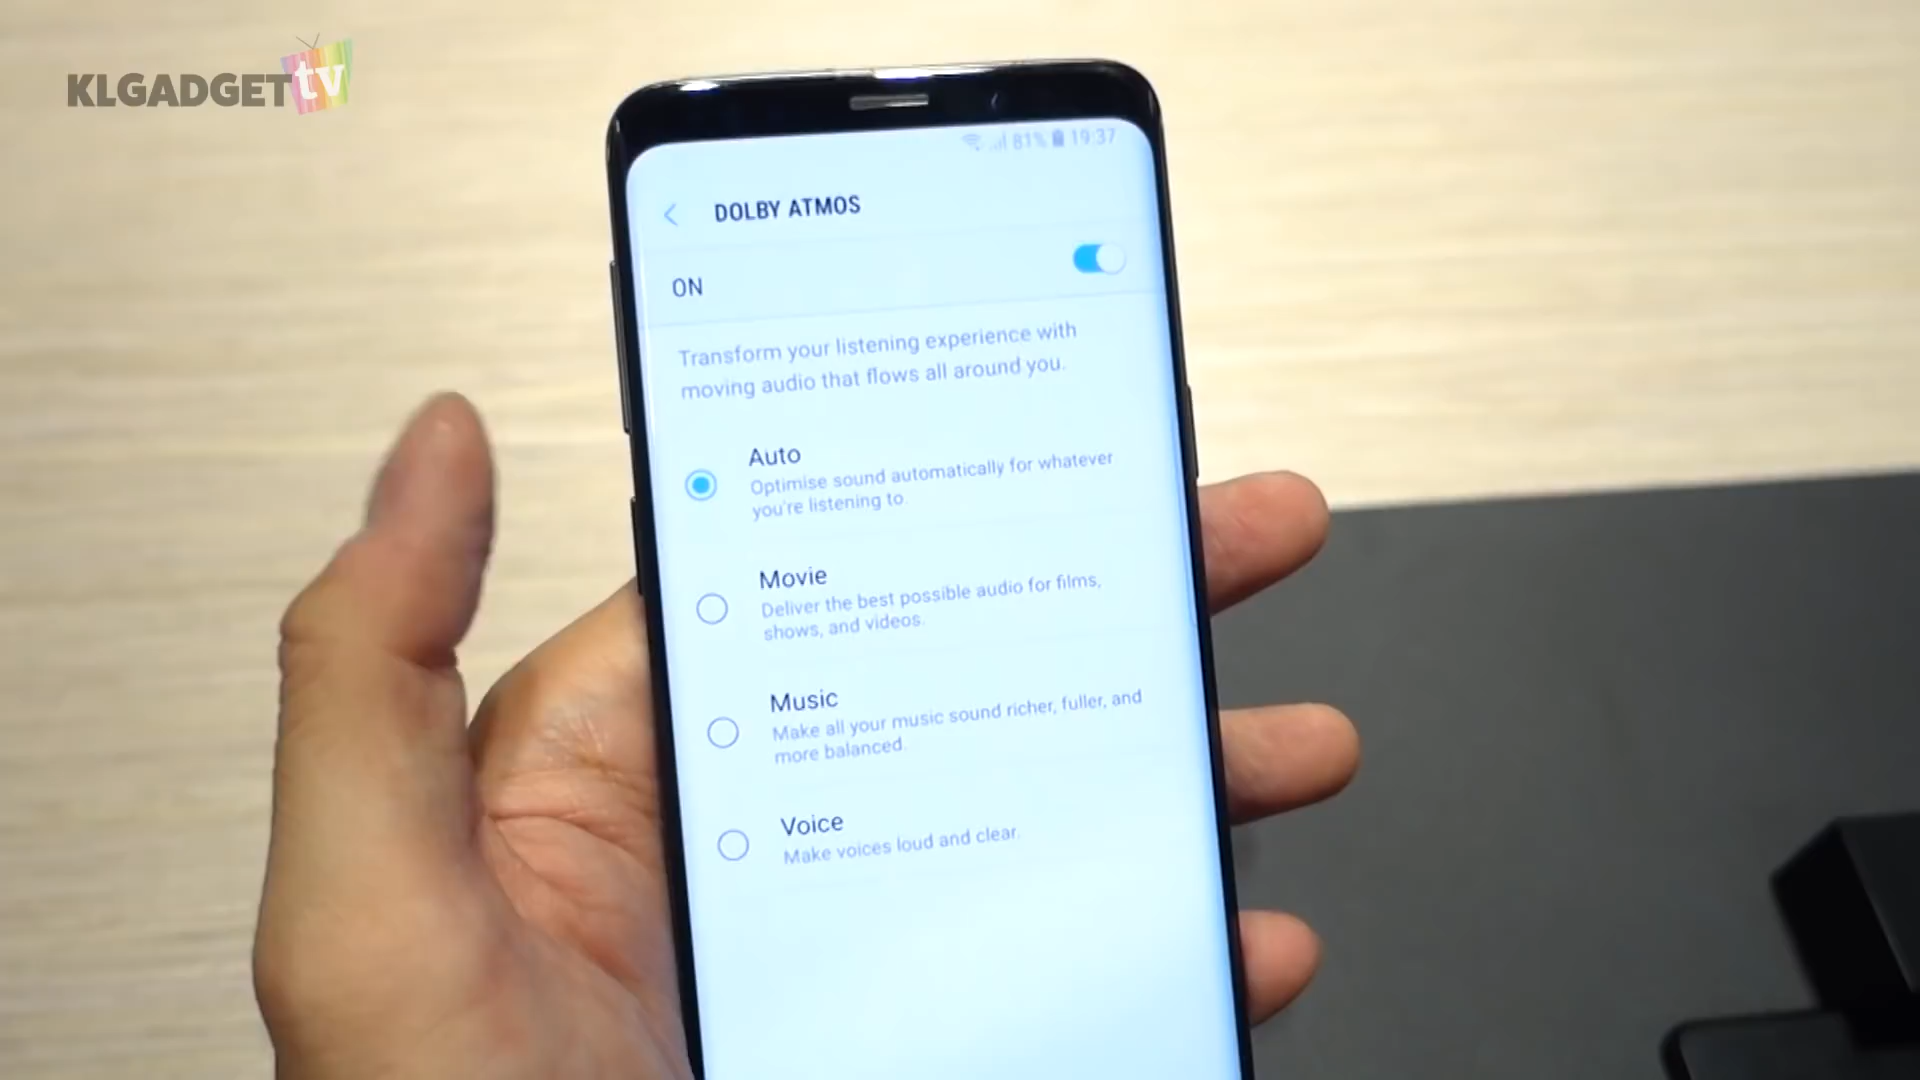 KLGADGETtv
81% 19:37
DOLBY ATMOS
ON
Transform your listening experience with
moving audio that flows all around you.
Auto
Optimise sound automatically for whatever
you're listening to.
Movie
Deliver the best possible audio for films,
shows, and videos.
Music
Make all your music sound richer, fuller, and
more balanced.
Voice
Make voices loud and clear.